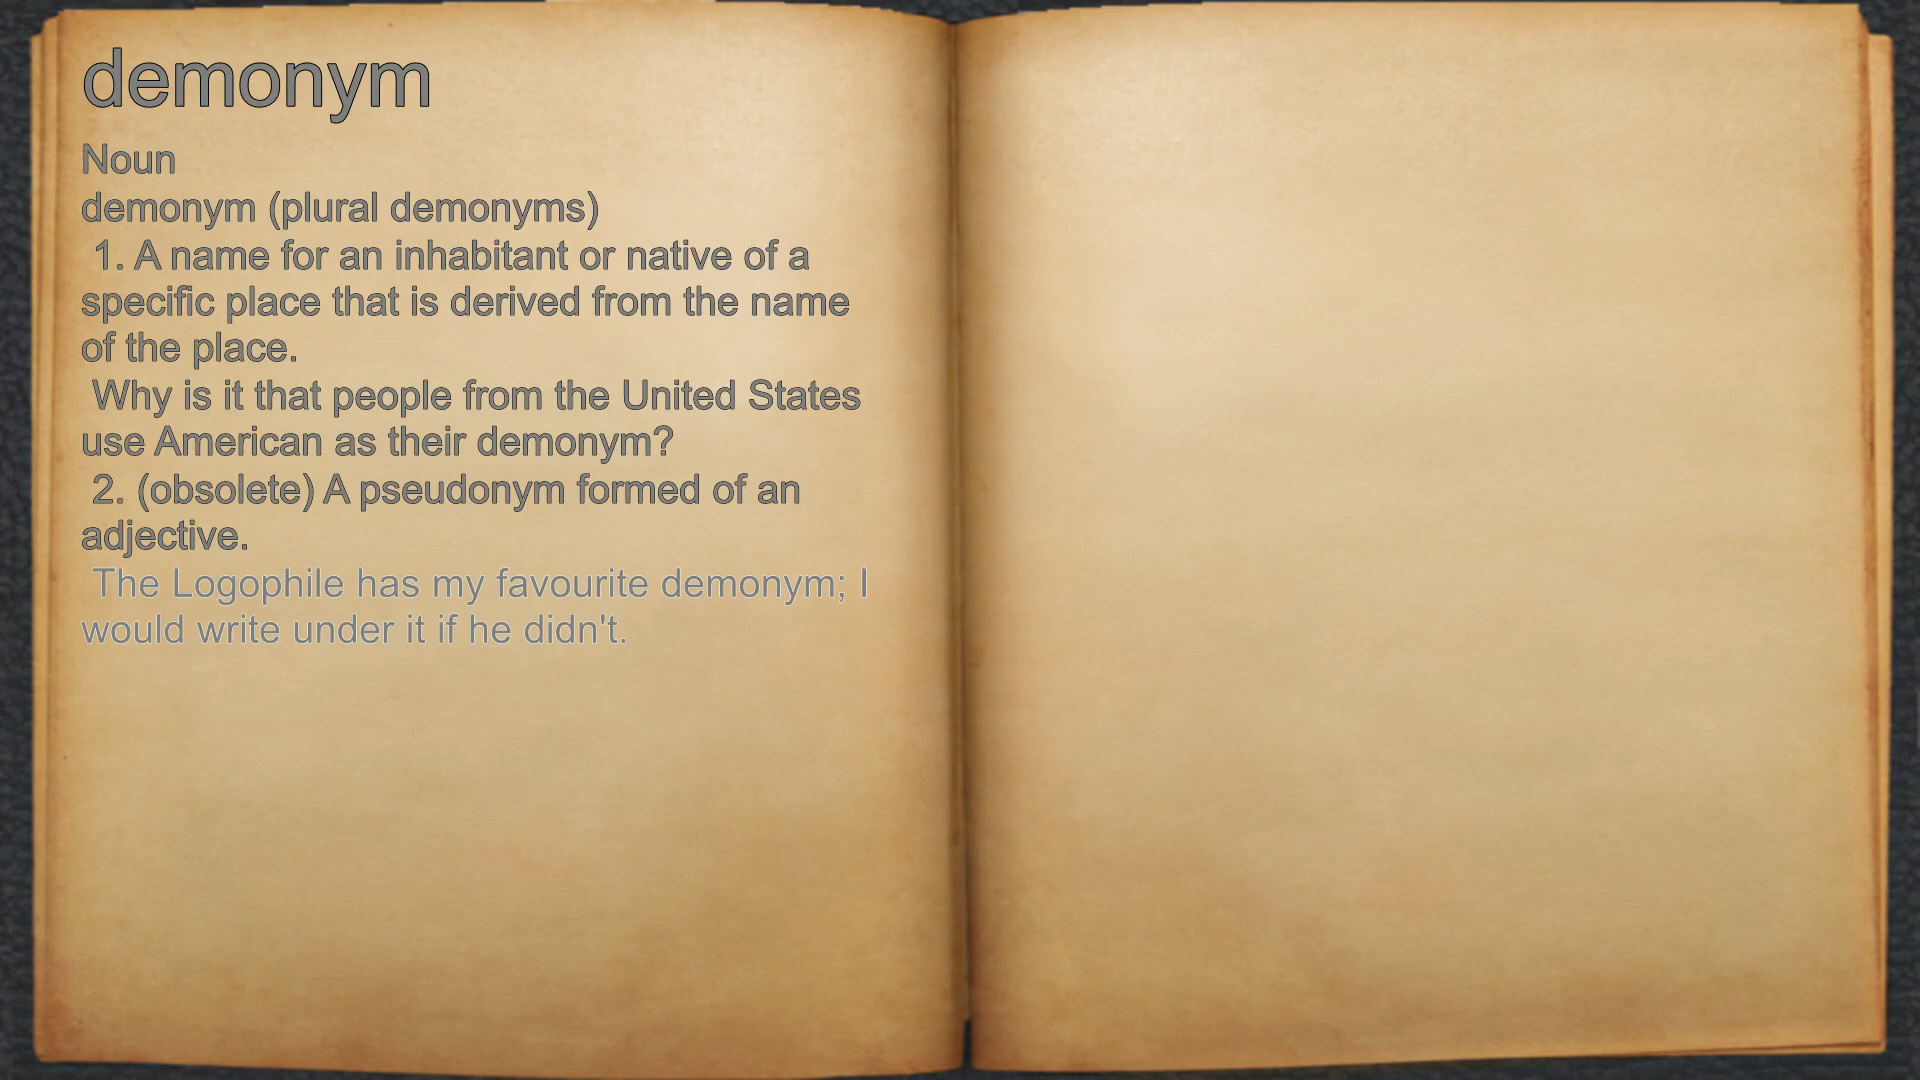 demonym
Noun
demonym (plural demonyms)
1. A name for an inhabitant or native of a
specific place that is derived from the name
of the place.
Why is it that people from the United States
use American as their demonym?
2. (obsolete) A pseudonym formed of an
adjective.
The Logophile has my favourite demonym; I
would write under it if he didn't.